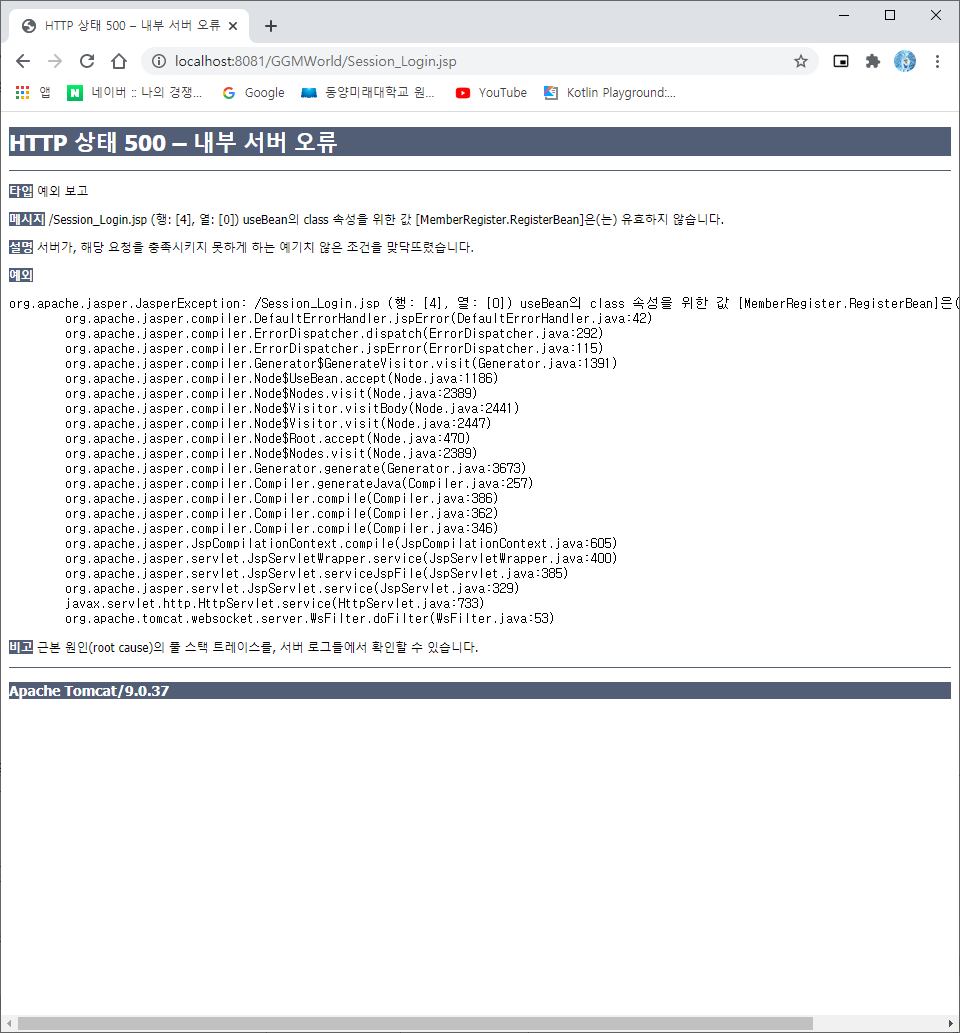 HTTP 상태 500 – 내부 서버 오류
localhost:8081/GGMWorld/Session_Login.jsp
앱 네이버 :: 나의 경쟁... Google 동양미래대학교 원... YouTube Kotlin Playground:...
HTTP 상태 500 – 내부 서버 오류
타입 예외 보고
메시지 /Session_Login.jsp (행: [4], 열: [0]) useBean의 class 속성을 위한 값 [MemberRegister.RegisterBean]은(는) 유효하지 않습니다.
설명 서버가, 해당 요청을 충족시키지 못하게 하는 예기치 않은 조건을 맞닥뜨렸습니다.
예외
org.apache.jasper.JasperException: /Session_Login.jsp (행: [4], 열: [0]) useBean의 class 속성을 위한 값 [MemberRegister.RegisterBean]은(
org.apache.jasper.compiler.DefaultErrorHandler.jspError(DefaultErrorHandler.java:42)
org.apache.jasper.compiler.ErrorDispatcher.dispatch(ErrorDispatcher.java:292)
org.apache.jasper.compiler.ErrorDispatcher.jspError(ErrorDispatcher.java:115)
org.apache.jasper.compiler.Generator$GenerateVisitor.visit(Generator.java:1391)
org.apache.jasper.compiler.Node$UseBean.accept(Node.java:1186)
org.apache.jasper.compiler.Node$Nodes.visit(Node.java:2389)
org.apache.jasper.compiler.Node$Visitor.visitBody(Node.java:2441)
org.apache.jasper.compiler.Node$Visitor.visit(Node.java:2447)
org.apache.jasper.compiler.Node$Root.accept(Node.java:470)
org.apache.jasper.compiler.Node$Nodes.visit(Node.java:2389)
org.apache.jasper.compiler.Generator.generate(Generator.java:3673)
org.apache.jasper.compiler.Compiler.generateJava(Compiler.java:257)
org.apache.jasper.compiler.Compiler.compile(Compiler.java:386)
org.apache.jasper.compiler.Compiler.compile(Compiler.java:362)
org.apache.jasper.compiler.Compiler.compile(Compiler.java:346)
org.apache.jasper.JspCompilationContext.compile(JspCompilationContext.java:605)
org.apache.jasper.servlet.JspServletWrapper.service(JspServletWrapper.java:400)
org.apache.jasper.servlet.JspServlet.serviceJspFile(JspServlet.java:385)
org.apache.jasper.servlet.JspServlet.service(JspServlet.java:329)
javax.servlet.http.HttpServlet.service(HttpServlet.java:733)
org.apache.tomcat.websocket.server.WsFilter.doFilter(WsFilter.java:53)
비고 근본 원인(root cause)의 풀 스택 트레이스를, 서버 로그들에서 확인할 수 있습니다.
Apache Tomcat/9.0.37